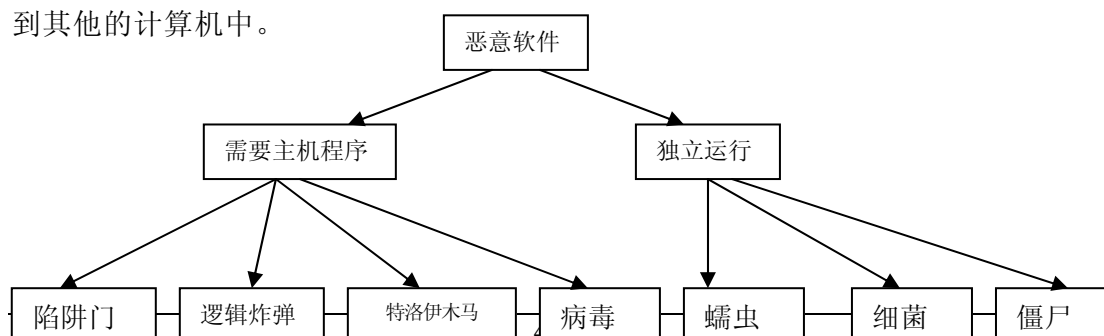 到其他的计算机中。
恶意软件
需要主机程序 独立运行
陷阱门 逻辑炸弹 特洛伊木马 病毒 蠕虫 细菌 僵尸